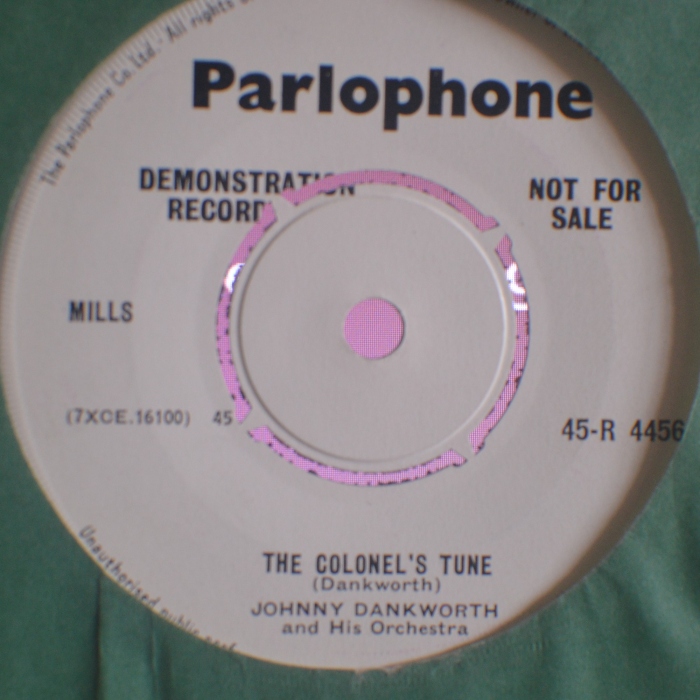 The Parlophone Co. Ltd. All rights
Parlophone
DEMONSTRATION
RECORD
NOT FOR
SALE
MILLS
(7XCE.16100) 45
45-R 4456
THE COLONEL'S TUNE
(Dankworth)
JOHNNY DANKWORTH
and His Orchestra
Unauthorised public perf